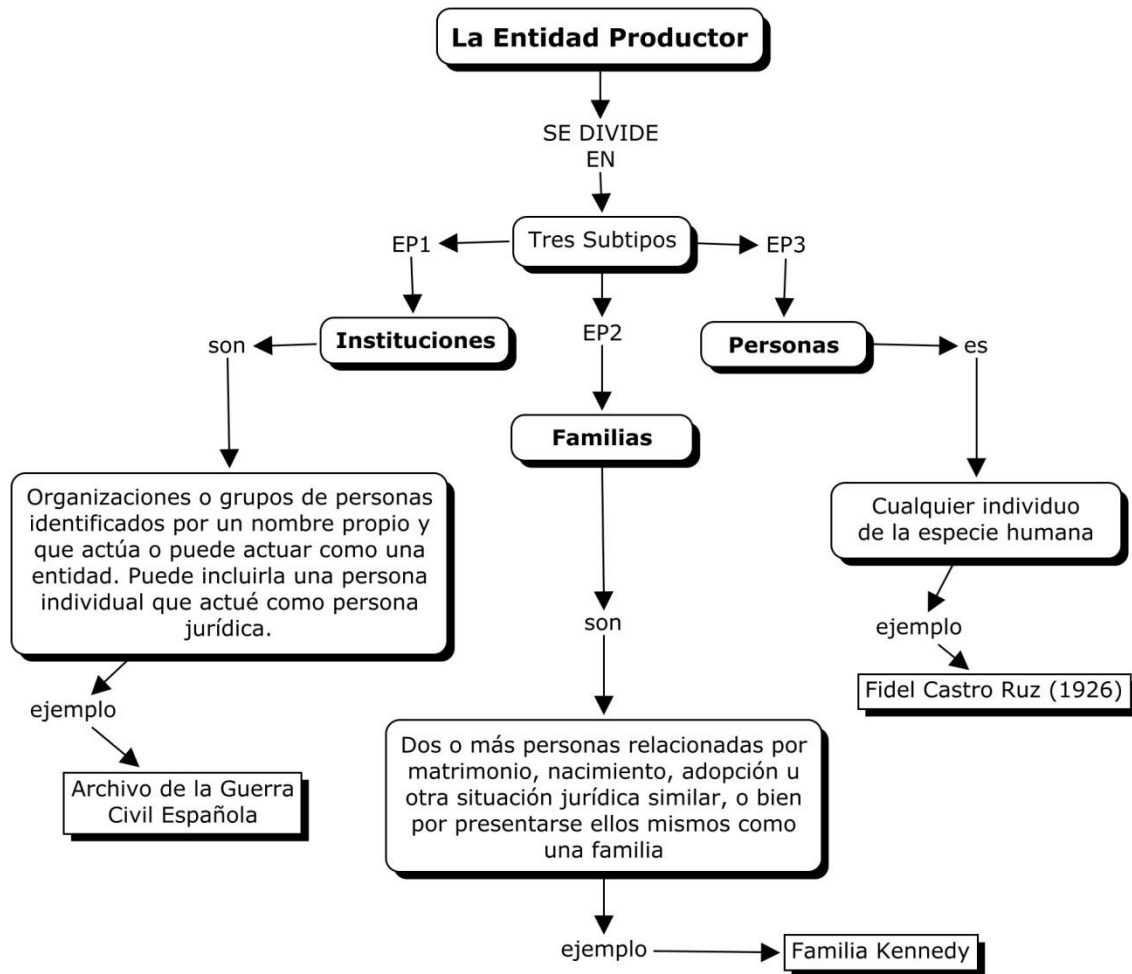 La Entidad Productor
SE DIVIDE
EN
Tres Subtipos
EP1
EP3
EP2
Instituciones
Personas
son
es
Familias
Organizaciones o grupos de personas
identificados por un nombre propio y
que actúa o puede actuar como una
entidad. Puede incluirla una persona
individual que actué como persona
jurídica.
Cualquier individuo
de la especie humana
son
ejemplo
Fidel Castro Ruz (1926)
ejemplo
Archivo de la Guerra
Civil Española
Dos o más personas relacionadas por
matrimonio, nacimiento, adopción u
otra situación jurídica similar, o bien
por presentarse ellos mismos como
una familia
ejemplo
Familia Kennedy